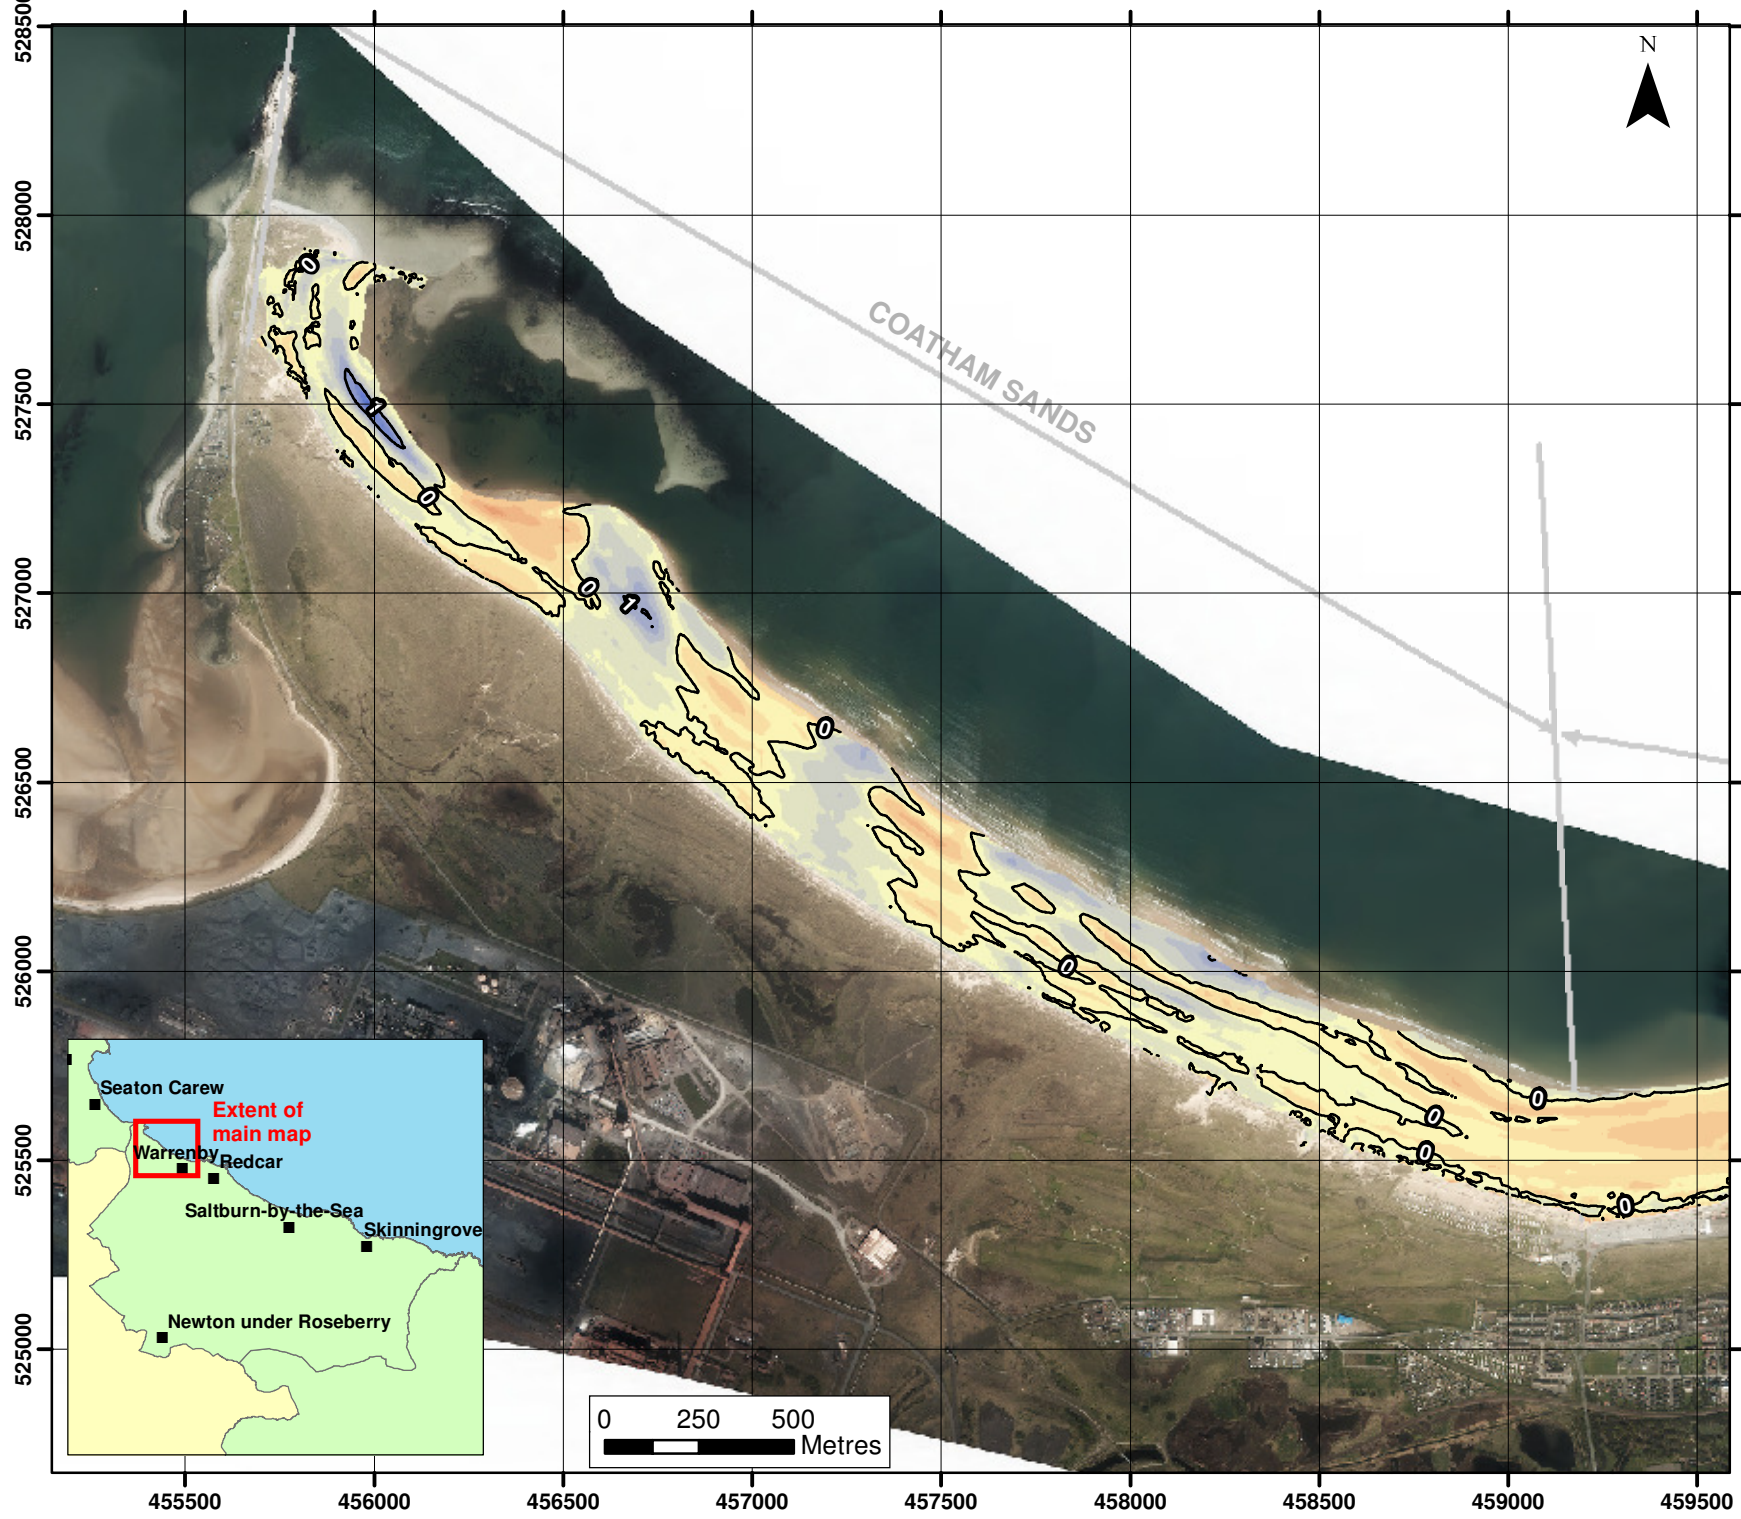 N
528500
528000
527500
527000
526500
526000
525500
525000
COATHAM SANDS
0
1
0
0
1
0
0
0
0
0
0
Seaton Carew
Extent of
main map
Warrenby
Redcar
Saltburn-by-the-Sea
Skinningrove
Newton under Roseberry
0 250 500
Metres
455500 456000 456500 457000 457500 458000 458500 459000 459500